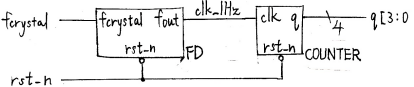 fcrystal
fcrystal fout
rst_n
FD
clk_1Hz
clk q
rst_n
COUNTER
4
q[3:0
rst_n